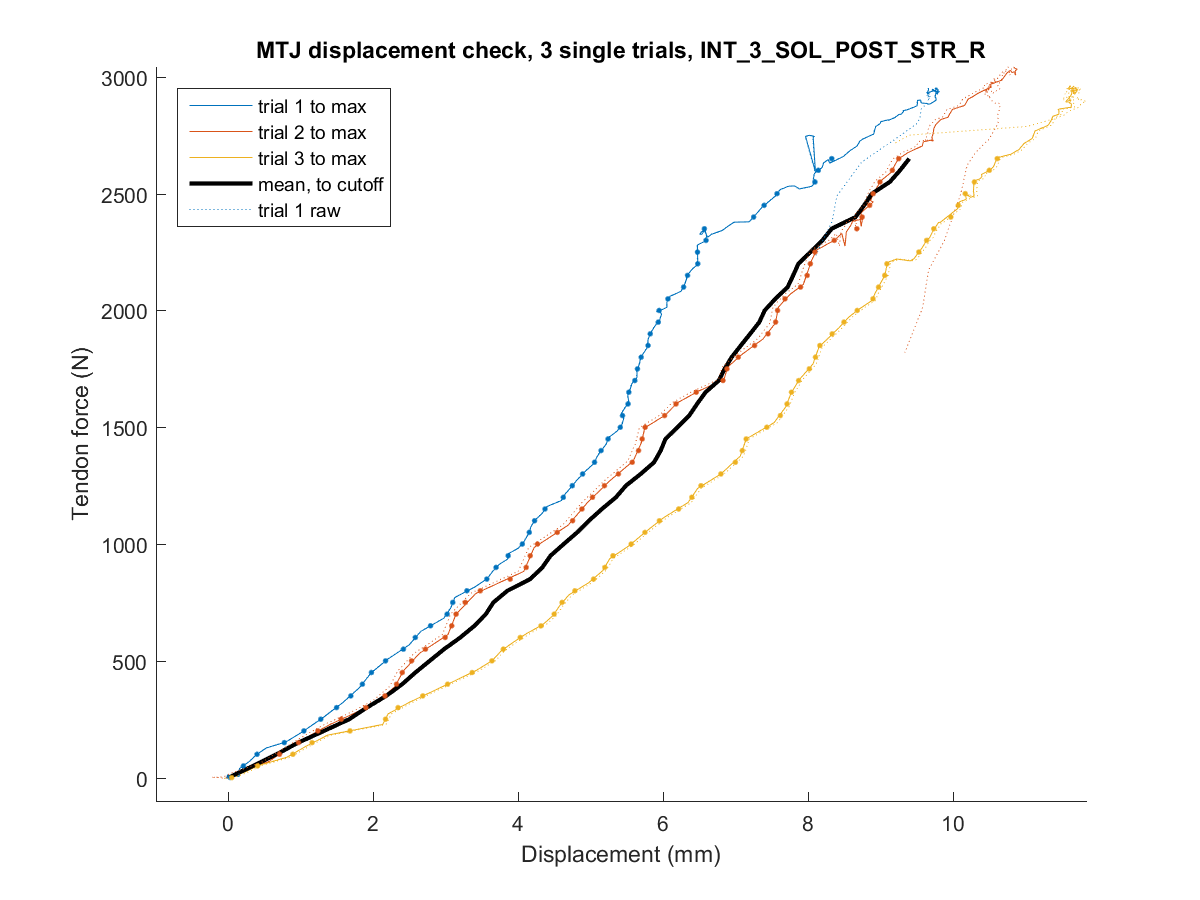 MTJ displacement check, 3 single trials, INT_3_SOL_POST_STR_R
3000
trial 1 to max
trial 2 to max
trial 3 to max
mean, to cutoff
trial 1 raw
2500
2000
1500
1000
500
0
Tendon force (N)
0 2 4 6 8 10
Displacement (mm)